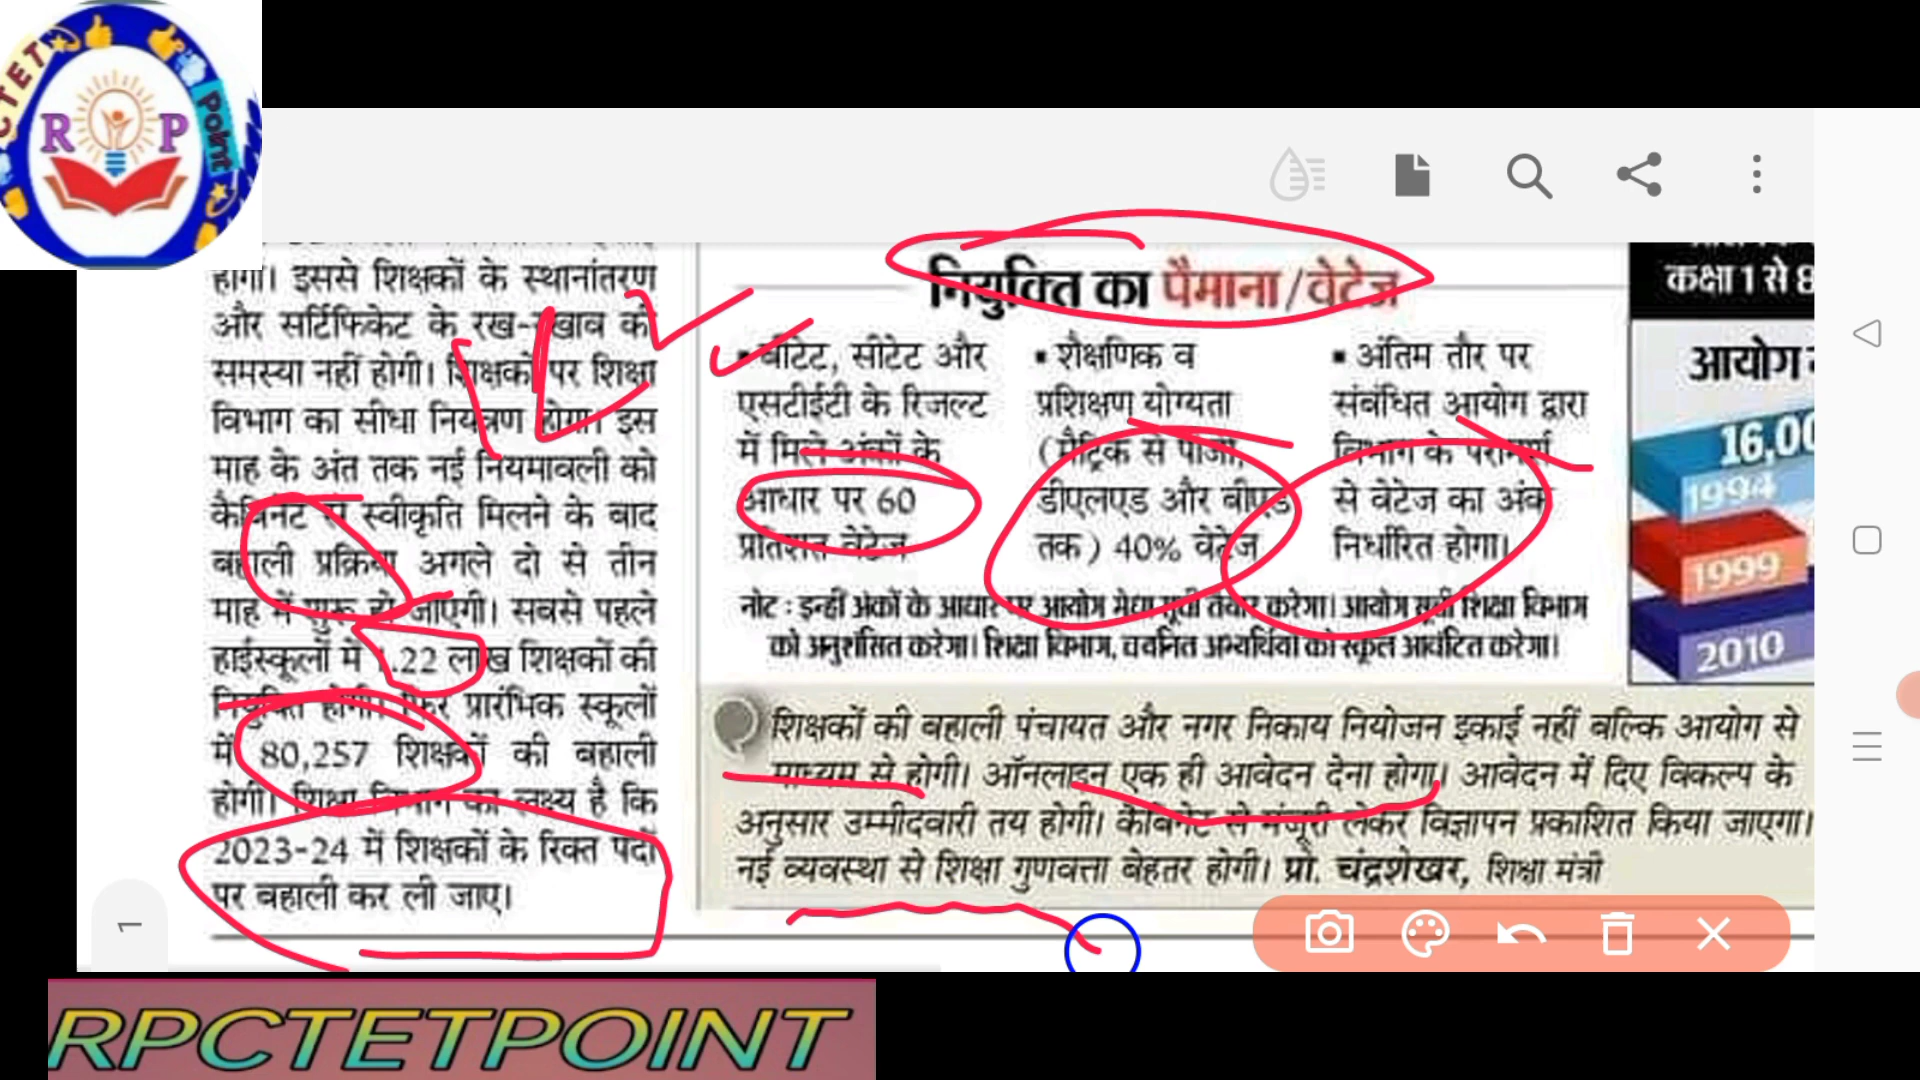 CTET
Point
R P
होगा। इससे शिक्षकों के स्थानांतरण
और सर्टिफिकेट के रख-रखाव की
समस्या नहीं होगी। शिक्षकों पर शिक्षा
विभाग का सीधा नियंत्रण होगा। इस
माह के अंत तक नई नियमावली को
कैबिनेट से स्वीकृति मिलने के बाद
बहाली प्रक्रिया अगले दो से तीन
माह में शुरू हो जाएगी। सबसे पहले
हाईस्कूलों में 1.22 लाख शिक्षकों की
नियुक्ति होगी। फिर प्रारंभिक स्कूलों
में 80,257 शिक्षकों की बहाली
होगी। शिक्षा विभाग का लक्ष्य है कि
2023-24 में शिक्षकों के रिक्त पदों
पर बहाली कर ली जाए।
नियुक्ति का पैमाना/वेटेज
▪ बीटेट, सीटेट और
एसटीईटी के रिजल्ट
में मिले अंकों के
आधार पर 60
प्रतिशत वेटेज
▪ शैक्षणिक व
प्रशिक्षण योग्यता
(मैट्रिक से पीजी,
डीएलएड और बीएड
तक) 40% वेटेज
▪ अंतिम तौर पर
संबंधित आयोग द्वारा
विभाग के परामर्श
से वेटेज का अंक
निर्धारित होगा।
नोट : इन्हीं अंकों के आधार पर आयोग मेधा सूची तैयार करेगा। आयोग सूची शिक्षा विभाग
को अनुशंसित करेगा। शिक्षा विभाग, चयनित अभ्यर्थियों को स्कूल आवंटित करेगा।
शिक्षकों की बहाली पंचायत और नगर निकाय नियोजन इकाई नहीं बल्कि आयोग से
माध्यम से होगी। ऑनलाइन एक ही आवेदन देना होगा। आवेदन में दिए विकल्प के
अनुसार उम्मीदवारी तय होगी। कैबिनेट से मंजूरी लेकर विज्ञापन प्रकाशित किया जाएगा।
नई व्यवस्था से शिक्षा गुणवत्ता बेहतर होगी। प्रो. चंद्रशेखर, शिक्षा मंत्री
कक्षा 1 से 8
आयोग
16,00
1994
1999
2010
1
RPCTETPOINT